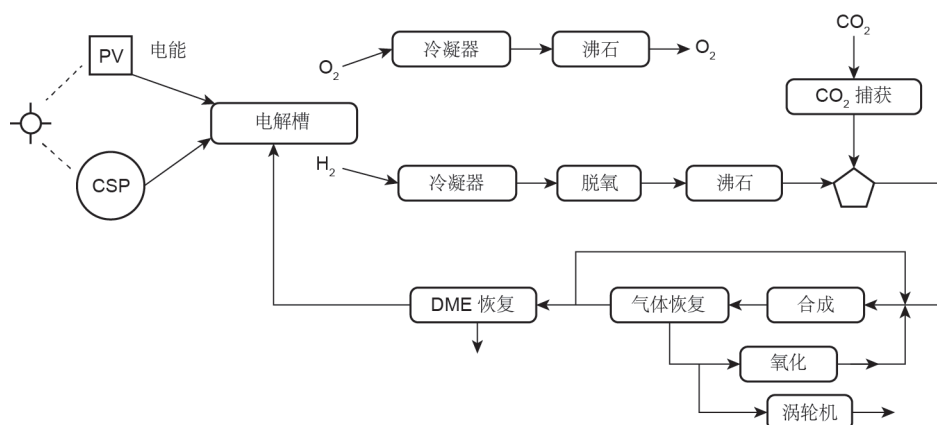 PV
电能
CSP
电解槽
O₂
冷凝器
沸石
O₂
CO₂
CO₂ 捕获
H₂
冷凝器
脱氧
沸石
DME 恢复
气体恢复
合成
氧化
涡轮机